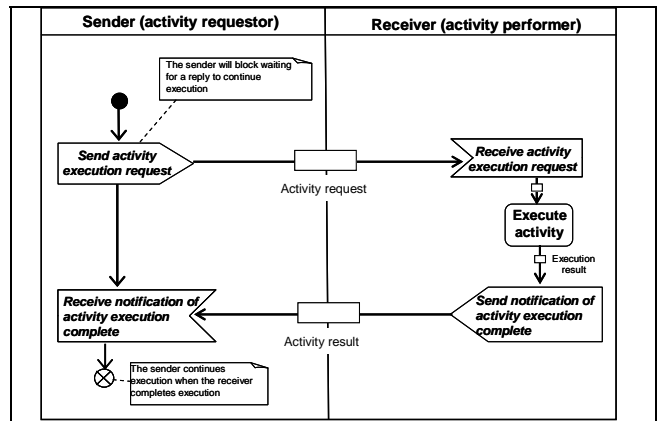 Sender (activity requestor)
Receiver (activity performer)
The sender will block waiting
for a reply to continue
execution
Send activity
execution request
Activity request
Receive activity
execution request
Execute
activity
Execution
result
Receive notification of
activity execution
complete
Activity result
Send notification of
activity execution
complete
The sender continues
execution when the receiver
completes execution